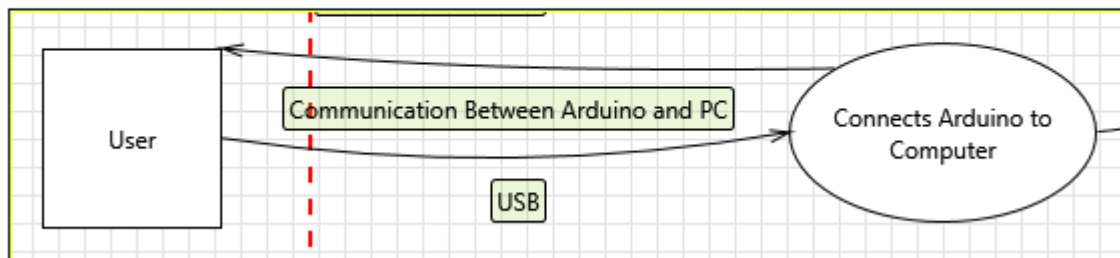 Communication Between Arduino and PC
User
Connects Arduino to
Computer
USB